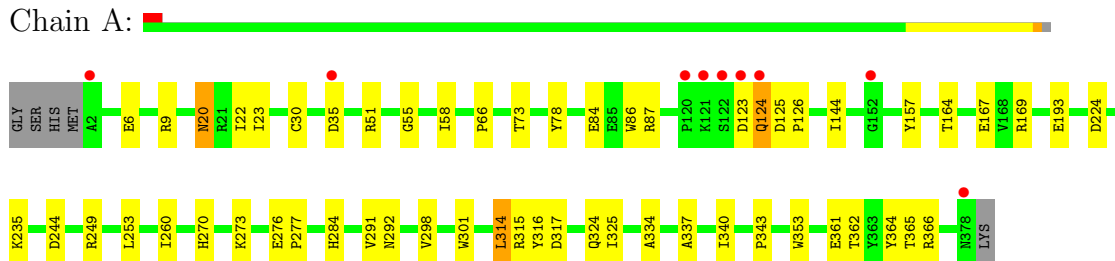 Chain A:
GLY SER HIS MET A2 E6 R9 N20 R21 I22 I23 C30 D35 R51 G55 I58 P66 T73 Y78 E84 E85 W86 R87 P120 K121 S122 D123 Q124 D125 P126 I144 G152 Y157 T164 E167 V168 R169 E193 D224
K235 D244 R249 L253 I260 H270 K273 E276 P277 H284 V291 N292 V298 W301 L314 R315 Y316 D317 Q324 I325 A334 A337 I340 P343 W353 E361 T362 Y363 Y364 T365 R366 N378 LYS